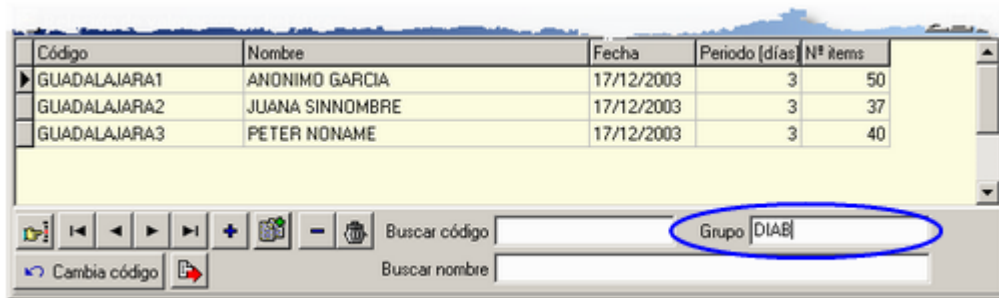 Código Nombre Fecha Periodo [días] Nº items
GUADALAJARA1 ANONIMO GARCIA 17/12/2003 3 50
GUADALAJARA2 JUANA SINNOMBRE 17/12/2003 3 37
GUADALAJARA3 PETER NONAME 17/12/2003 3 40
Buscar código Grupo DIAB
Cambia código Buscar nombre